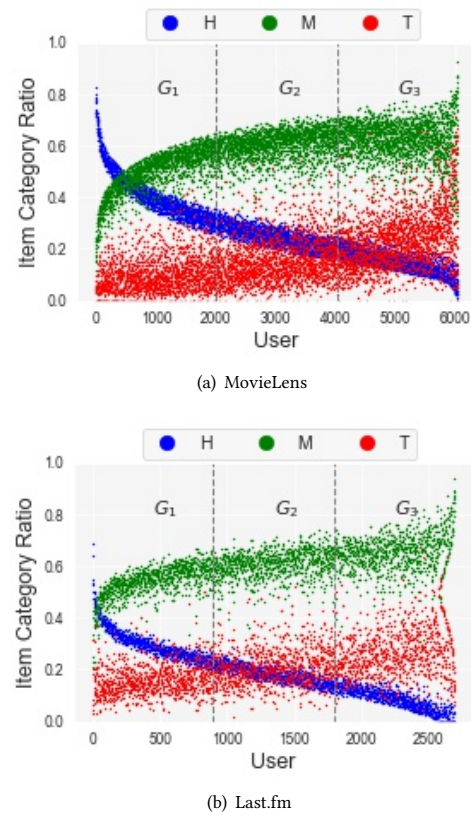 H M T
1.0
G₁ G₂ G₃
0.8
0.6
0.4
0.2
0.0
Item Category Ratio
0 1000 2000 3000 4000 5000 6000
User
(a) MovieLens
H M T
1.0
G₁ G₂ G₃
0.8
0.6
0.4
0.2
0.0
Item Category Ratio
0 500 1000 1500 2000 2500
User
(b) Last.fm